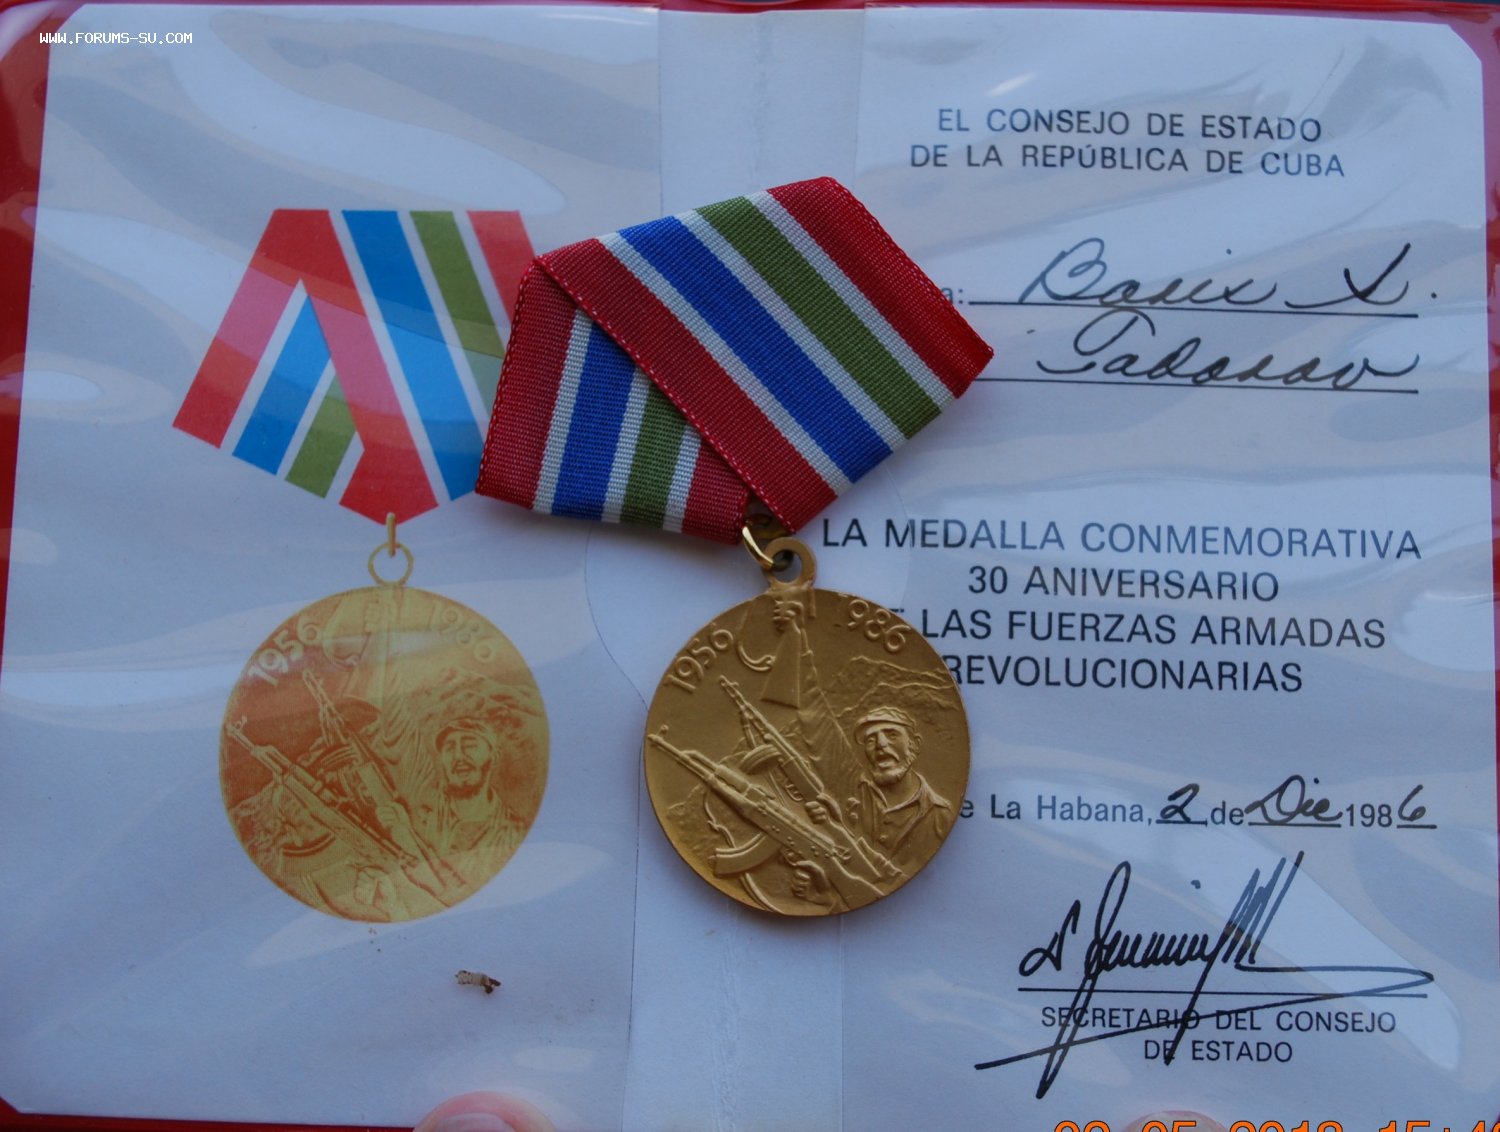 WWW.FORUMS-SU.COM
EL CONSEJO DE ESTADO
DE LA REPÚBLICA DE CUBA
a:
LA MEDALLA CONMEMORATIVA
30 ANIVERSARIO
LAS FUERZAS ARMADAS
REVOLUCIONARIAS
1956 1986
1956 1986
e La Habana, 2 de Dic 1986
SECRETARIO DEL CONSEJO
DE ESTADO